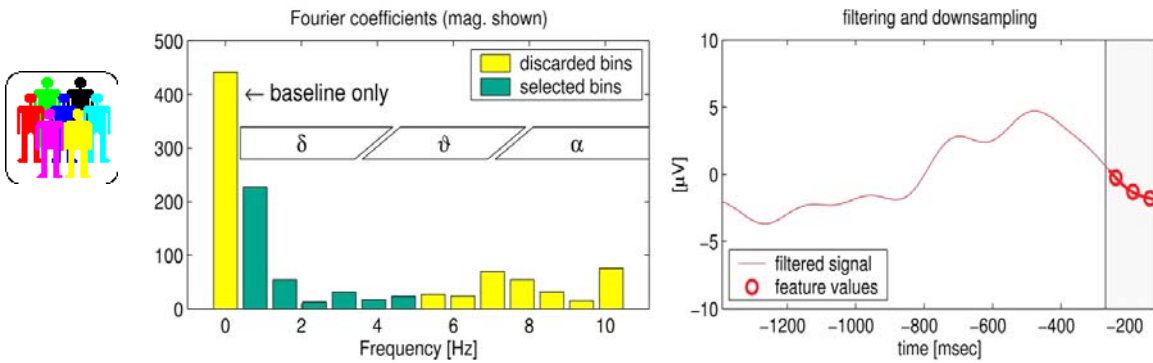 Fourier coefficients (mag. shown)
500
400
300
200
100
0
discarded bins
selected bins
← baseline only
δ ϑ α
0 2 4 6 8 10
Frequency [Hz]
filtering and downsampling
10
5
0
−5
−10
[μV]
filtered signal
feature values
−1200 −1000 −800 −600 −400 −200
time [msec]